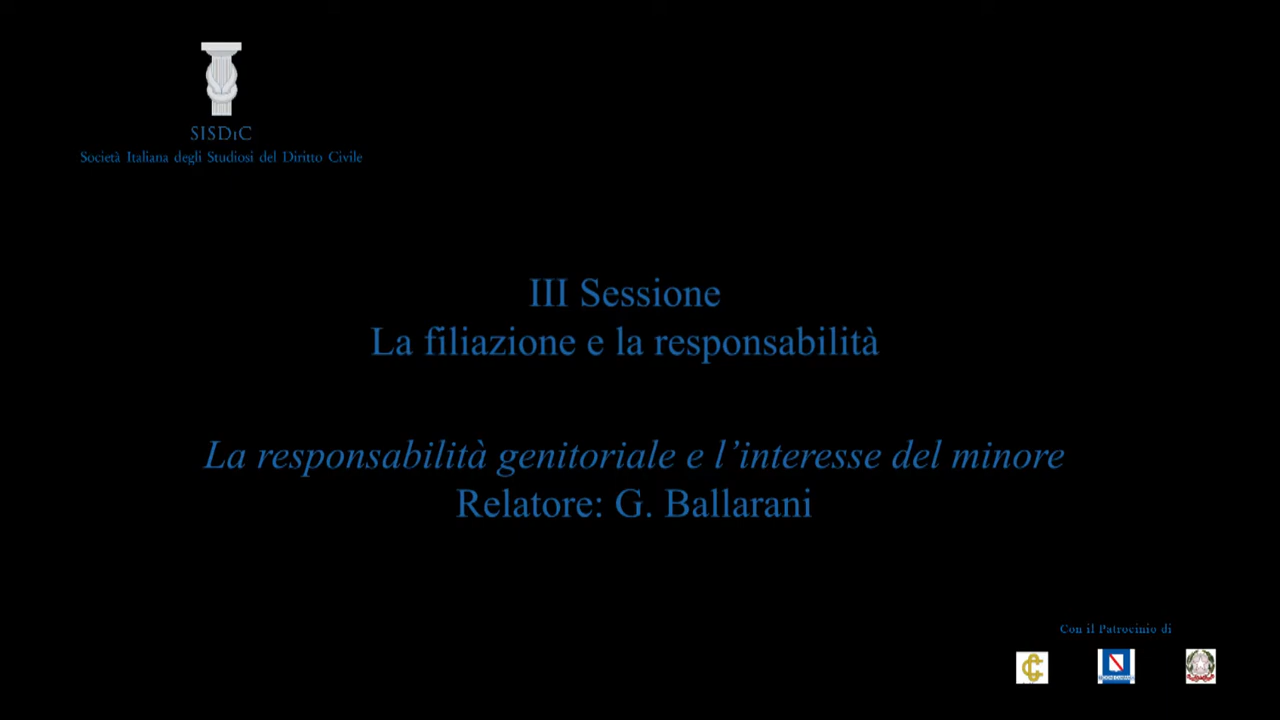 SISDiC
Società Italiana degli Studiosi del Diritto Civile
III Sessione
La filiazione e la responsabilità
La responsabilità genitoriale e l’interesse del minore
Relatore: G. Ballarani
Con il Patrocinio di